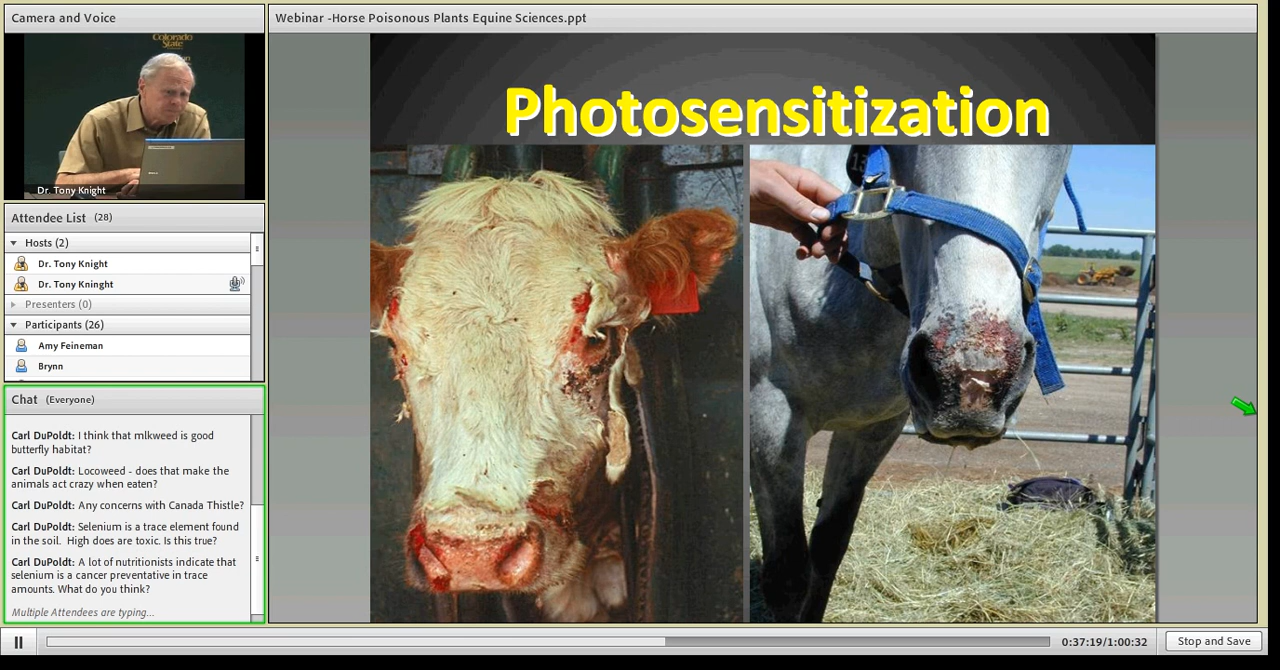 Camera and Voice
Colorado
State
Dr. Tony Knight
Attendee List (28)
Hosts (2)
Dr. Tony Knight
Dr. Tony Kninght
Presenters (0)
Participants (26)
Amy Feineman
Brynn
Chat (Everyone)
Carl DuPoldt: I think that mlkweed is good
butterfly habitat?
Carl DuPoldt: Locoweed - does that make the
animals act crazy when eaten?
Carl DuPoldt: Any concerns with Canada Thistle?
Carl DuPoldt: Selenium is a trace element found
in the soil. High does are toxic. Is this true?
Carl DuPoldt: A lot of nutritionists indicate that
selenium is a cancer preventative in trace
amounts. What do you think?
Multiple Attendees are typing...
Webinar -Horse Poisonous Plants Equine Sciences.ppt
Photosensitization
13
0:37:19/1:00:32
Stop and Save